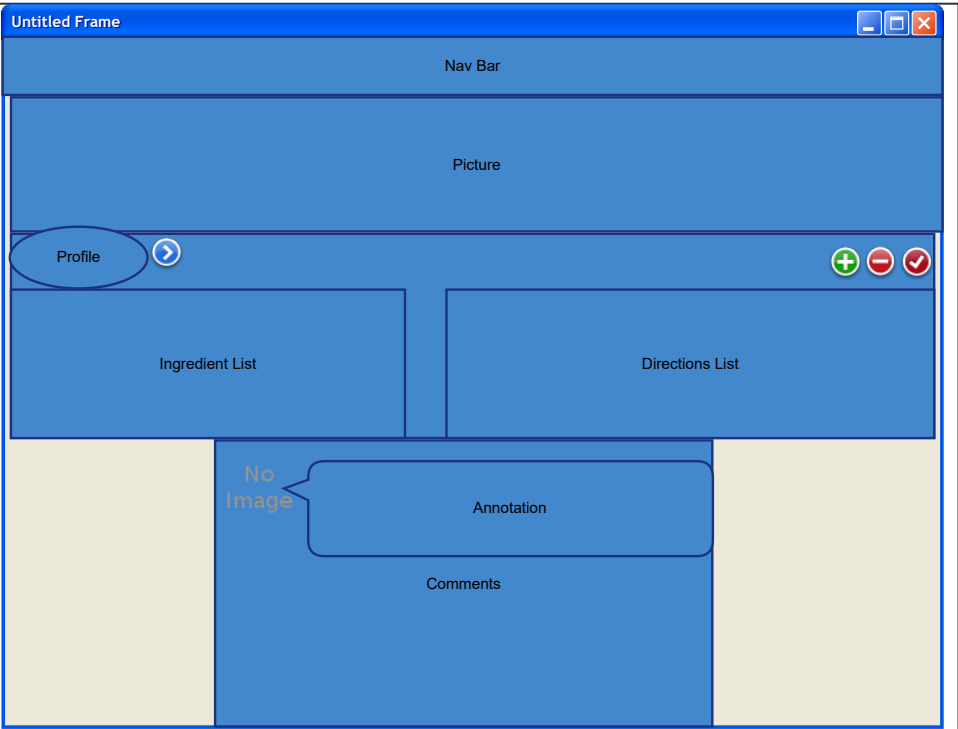 Untitled Frame
Nav Bar
Picture
Profile
Ingredient List
Directions List
No
Image
Annotation
Comments